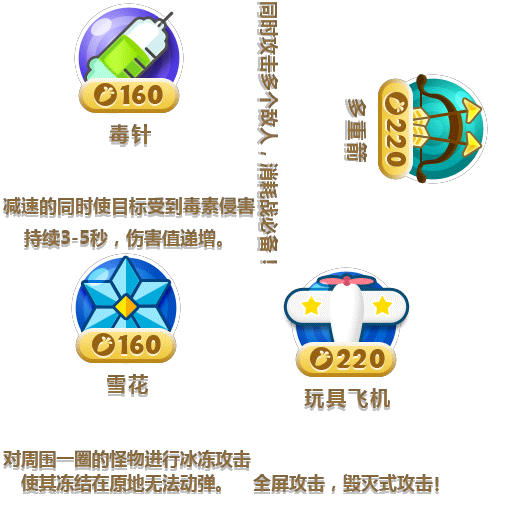 160
毒针
减速的同时使目标受到毒素侵害
持续3-5秒，伤害值递增。
同时攻击多个敌人，消耗战必备！
220
多重箭
160
雪花
对周围一圈的怪物进行冰冻攻击
使其冻结在原地无法动弹。
220
玩具飞机
全屏攻击，毁灭式攻击!